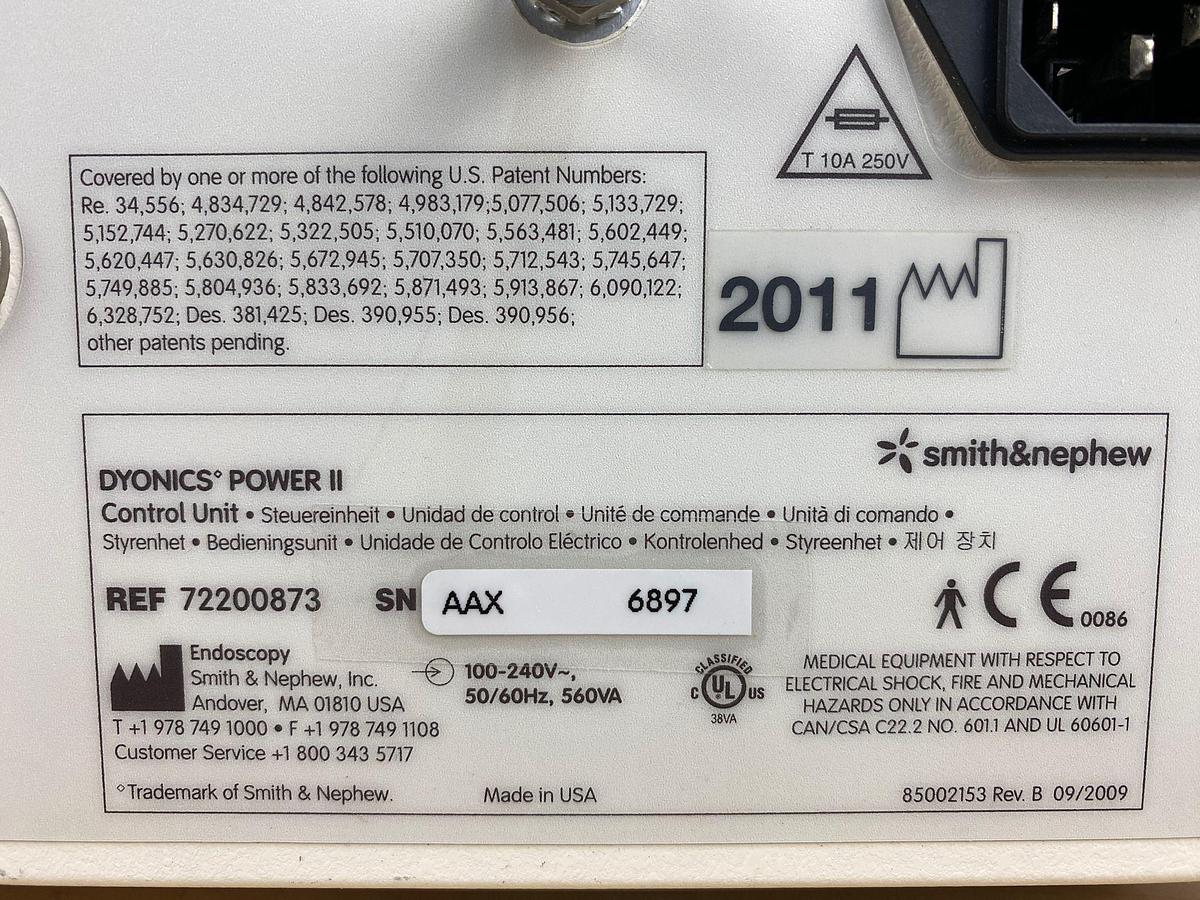 T 10A 250V
Covered by one or more of the following U.S. Patent Numbers:
Re. 34,556; 4,834,729; 4,842,578; 4,983,179;5,077,506; 5,133,729;
5,152,744; 5,270,622; 5,322,505; 5,510,070; 5,563,481; 5,602,449;
5,620,447; 5,630,826; 5,672,945; 5,707,350; 5,712,543; 5,745,647;
5,749,885; 5,804,936; 5,833,692; 5,871,493; 5,913,867; 6,090,122;
6,328,752; Des. 381,425; Des. 390,955; Des. 390,956;
other patents pending.
2011
smith&nephew
DYONICS◊ POWER II
Control Unit • Steuereinheit • Unidad de control • Unité de commande • Unità di comando •
Styrenhet • Bedieningsunit • Unidade de Controlo Eléctrico • Kontrolenhed • Styreenhet • 제어 장치
REF 72200873 SN AAX 6897
CE 0086
Endoscopy
Smith & Nephew, Inc.
Andover, MA 01810 USA
T +1 978 749 1000 • F +1 978 749 1108
Customer Service +1 800 343 5717
100-240V~,
50/60Hz, 560VA
CLASSIFIED
C UL US
38VA
MEDICAL EQUIPMENT WITH RESPECT TO
ELECTRICAL SHOCK, FIRE AND MECHANICAL
HAZARDS ONLY IN ACCORDANCE WITH
CAN/CSA C22.2 NO. 601.1 AND UL 60601-1
◊Trademark of Smith & Nephew.
Made in USA
85002153 Rev. B 09/2009